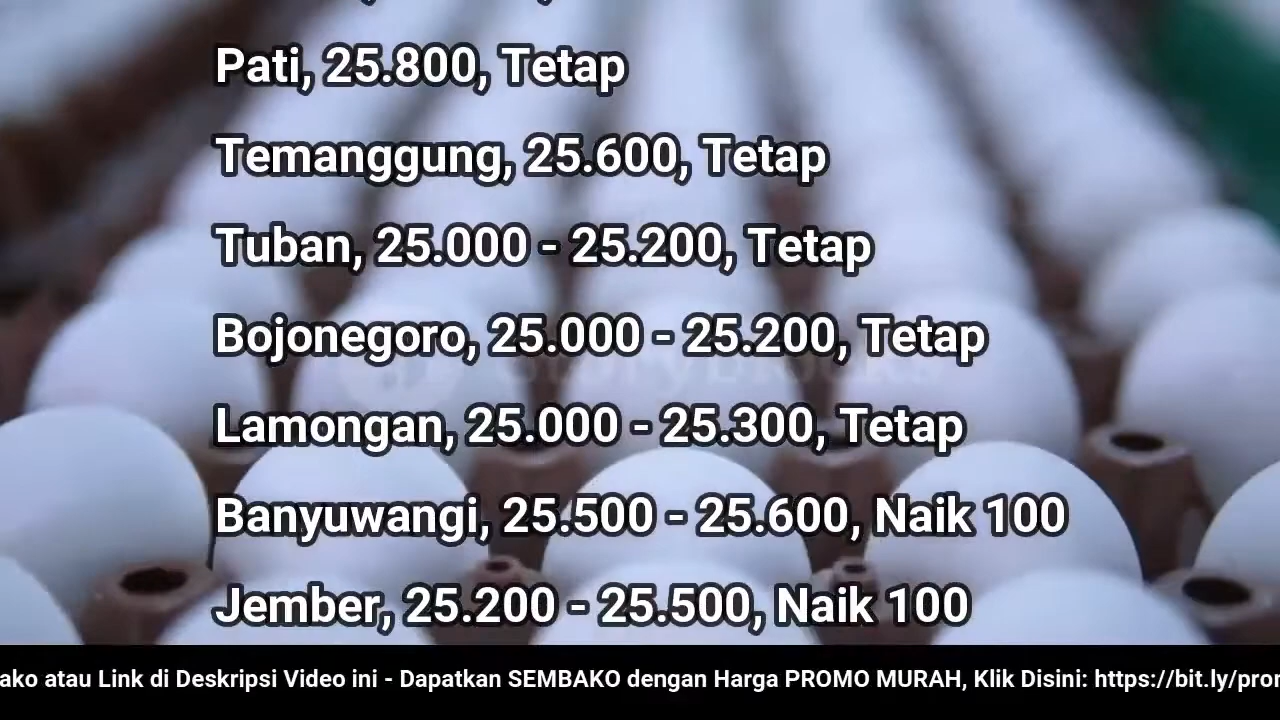 Pati, 25.800, Tetap
Temanggung, 25.600, Tetap
Tuban, 25.000 - 25.200, Tetap
Bojonegoro, 25.000 - 25.200, Tetap
Lamongan, 25.000 - 25.300, Tetap
Banyuwangi, 25.500 - 25.600, Naik 100
Jember, 25.200 - 25.500, Naik 100
ako atau Link di Deskripsi Video ini - Dapatkan SEMBAKO dengan Harga PROMO MURAH, Klik Disini: https://bit.ly/pro